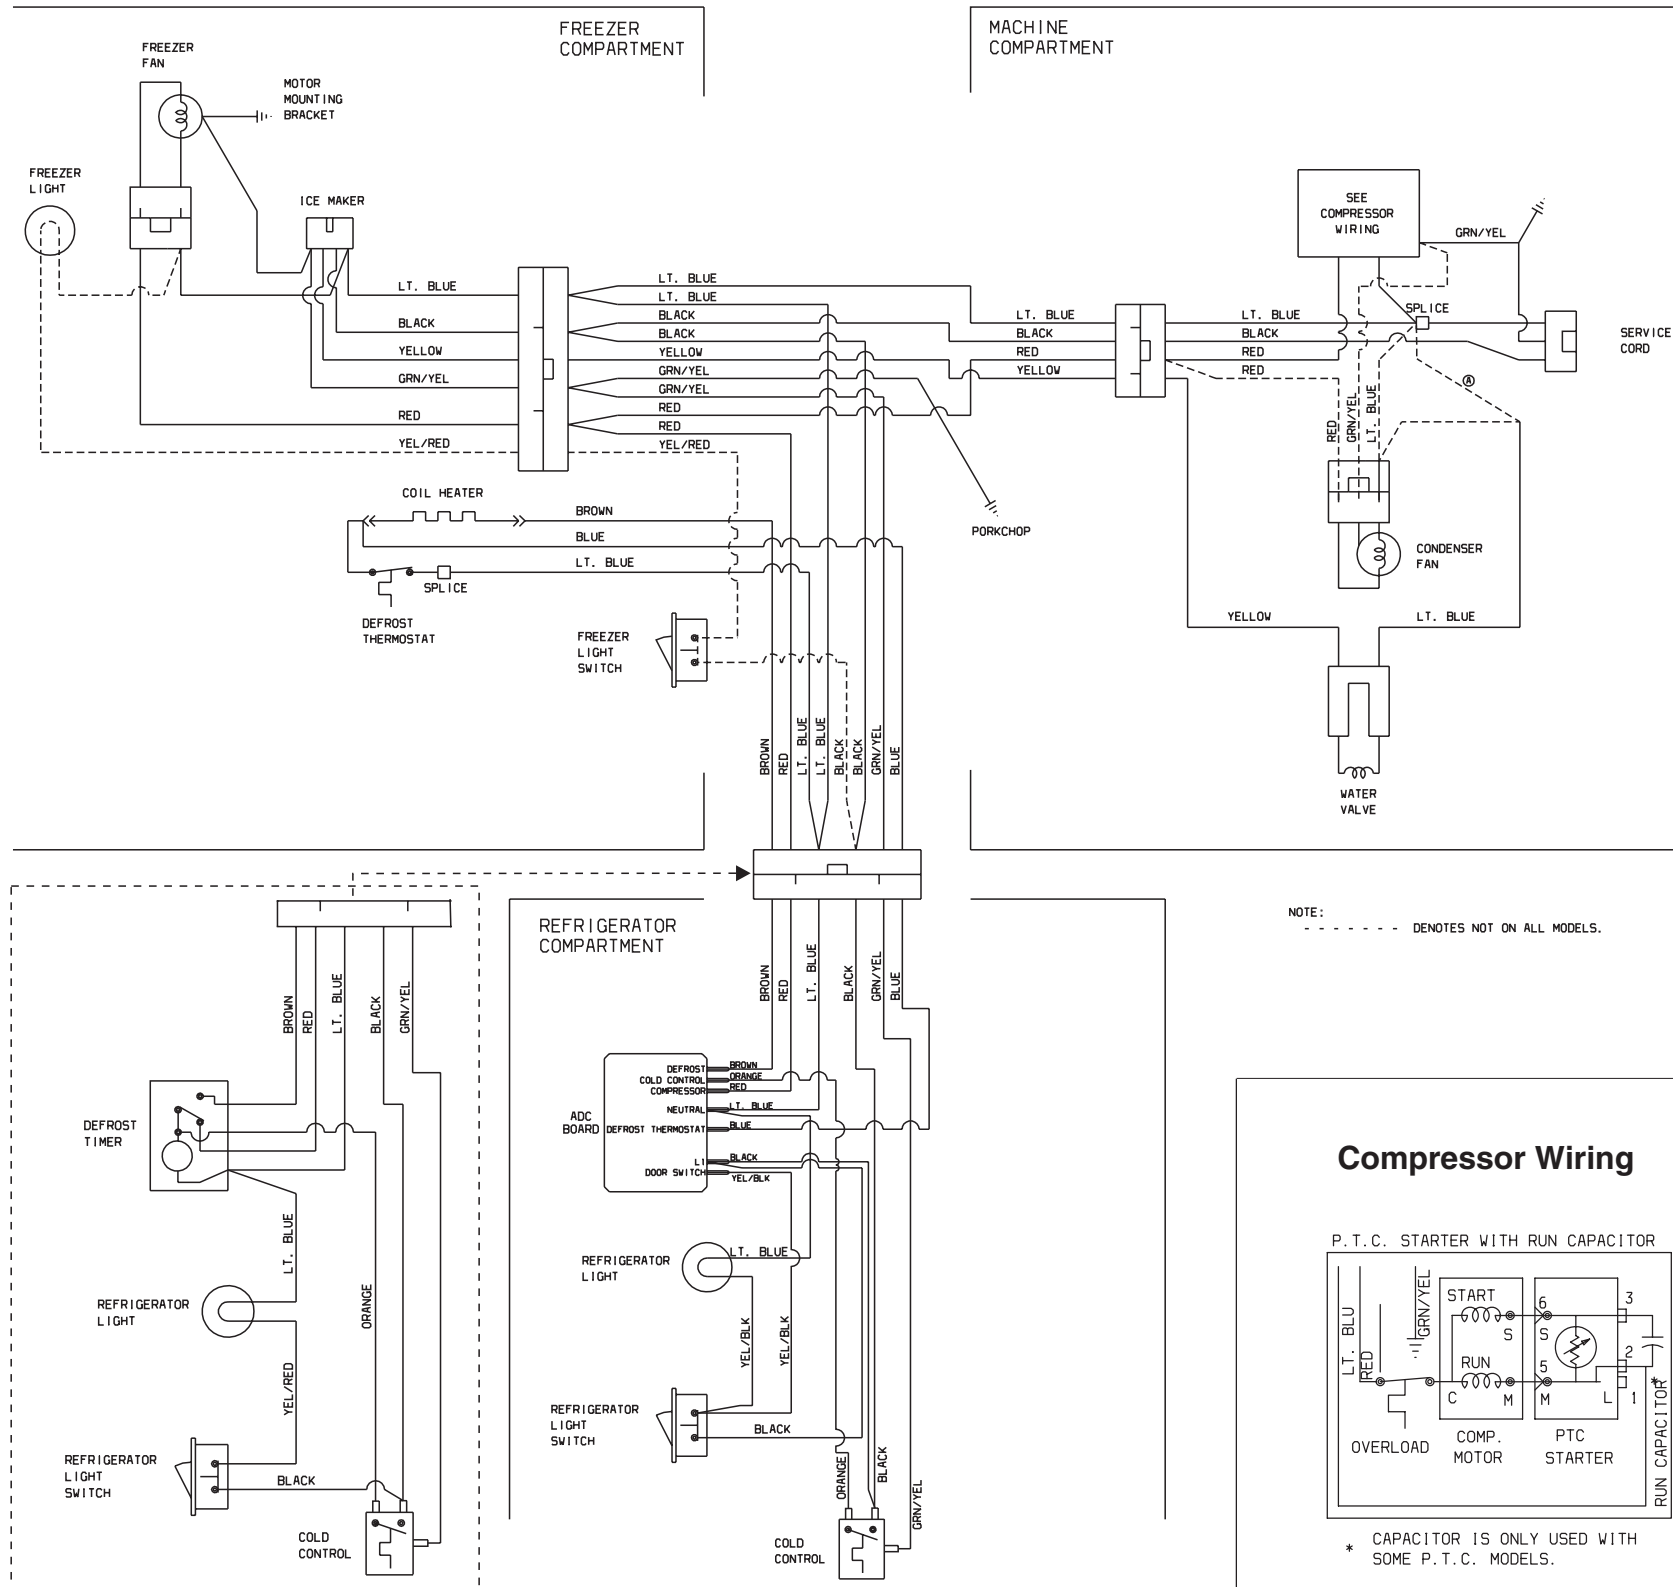 FREEZER
COMPARTMENT
MACHINE
COMPARTMENT
FREEZER
FAN
MOTOR
MOUNTING
BRACKET
FREEZER
LIGHT
ICE MAKER
LT. BLUE
BLACK
YELLOW
GRN/YEL
RED
YEL/RED
LT. BLUE
LT. BLUE
BLACK
BLACK
YELLOW
GRN/YEL
GRN/YEL
RED
RED
YEL/RED
LT. BLUE
BLACK
RED
YELLOW
LT. BLUE
BLACK
RED
RED
SEE
COMPRESSOR
WIRING
GRN/YEL
SPLICE
SERVICE
CORD
A
RED
GRN/YEL
LT. BLUE
CONDENSER
FAN
YELLOW
LT. BLUE
WATER
VALVE
PORKCHOP
COIL HEATER
BROWN
BLUE
LT. BLUE
SPLICE
DEFROST
THERMOSTAT
FREEZER
LIGHT
SWITCH
BROWN
RED
LT. BLUE
LT. BLUE
BLACK
BLACK
GRN/YEL
BLUE
NOTE:
- - - - - - - DENOTES NOT ON ALL MODELS.
BROWN
RED
LT. BLUE
BLACK
GRN/YEL
DEFROST
TIMER
LT. BLUE
ORANGE
REFRIGERATOR
LIGHT
YEL/RED
REFRIGERATOR
LIGHT
SWITCH
BLACK
COLD
CONTROL
REFRIGERATOR
COMPARTMENT
BROWN
RED
LT. BLUE
BLACK
GRN/YEL
BLUE
ADC
BOARD
DEFROST
COLD CONTROL
COMPRESSOR
NEUTRAL
DEFROST THERMOSTAT
L1
DOOR SWITCH
BROWN
ORANGE
RED
LT. BLUE
BLUE
BLACK
YEL/BLK
REFRIGERATOR
LIGHT
LT. BLUE
YEL/BLK
YEL/BLK
REFRIGERATOR
LIGHT
SWITCH
BLACK
ORANGE
BLACK
GRN/YEL
COLD
CONTROL
Compressor Wiring
P.T.C. STARTER WITH RUN CAPACITOR
LT. BLU
RED
GRN/YEL
START
S
RUN
C
M
6
S
5
M
3
2
L
1
*
OVERLOAD
COMP.
MOTOR
PTC
STARTER
RUN CAPACITOR
* CAPACITOR IS ONLY USED WITH
SOME P.T.C. MODELS.